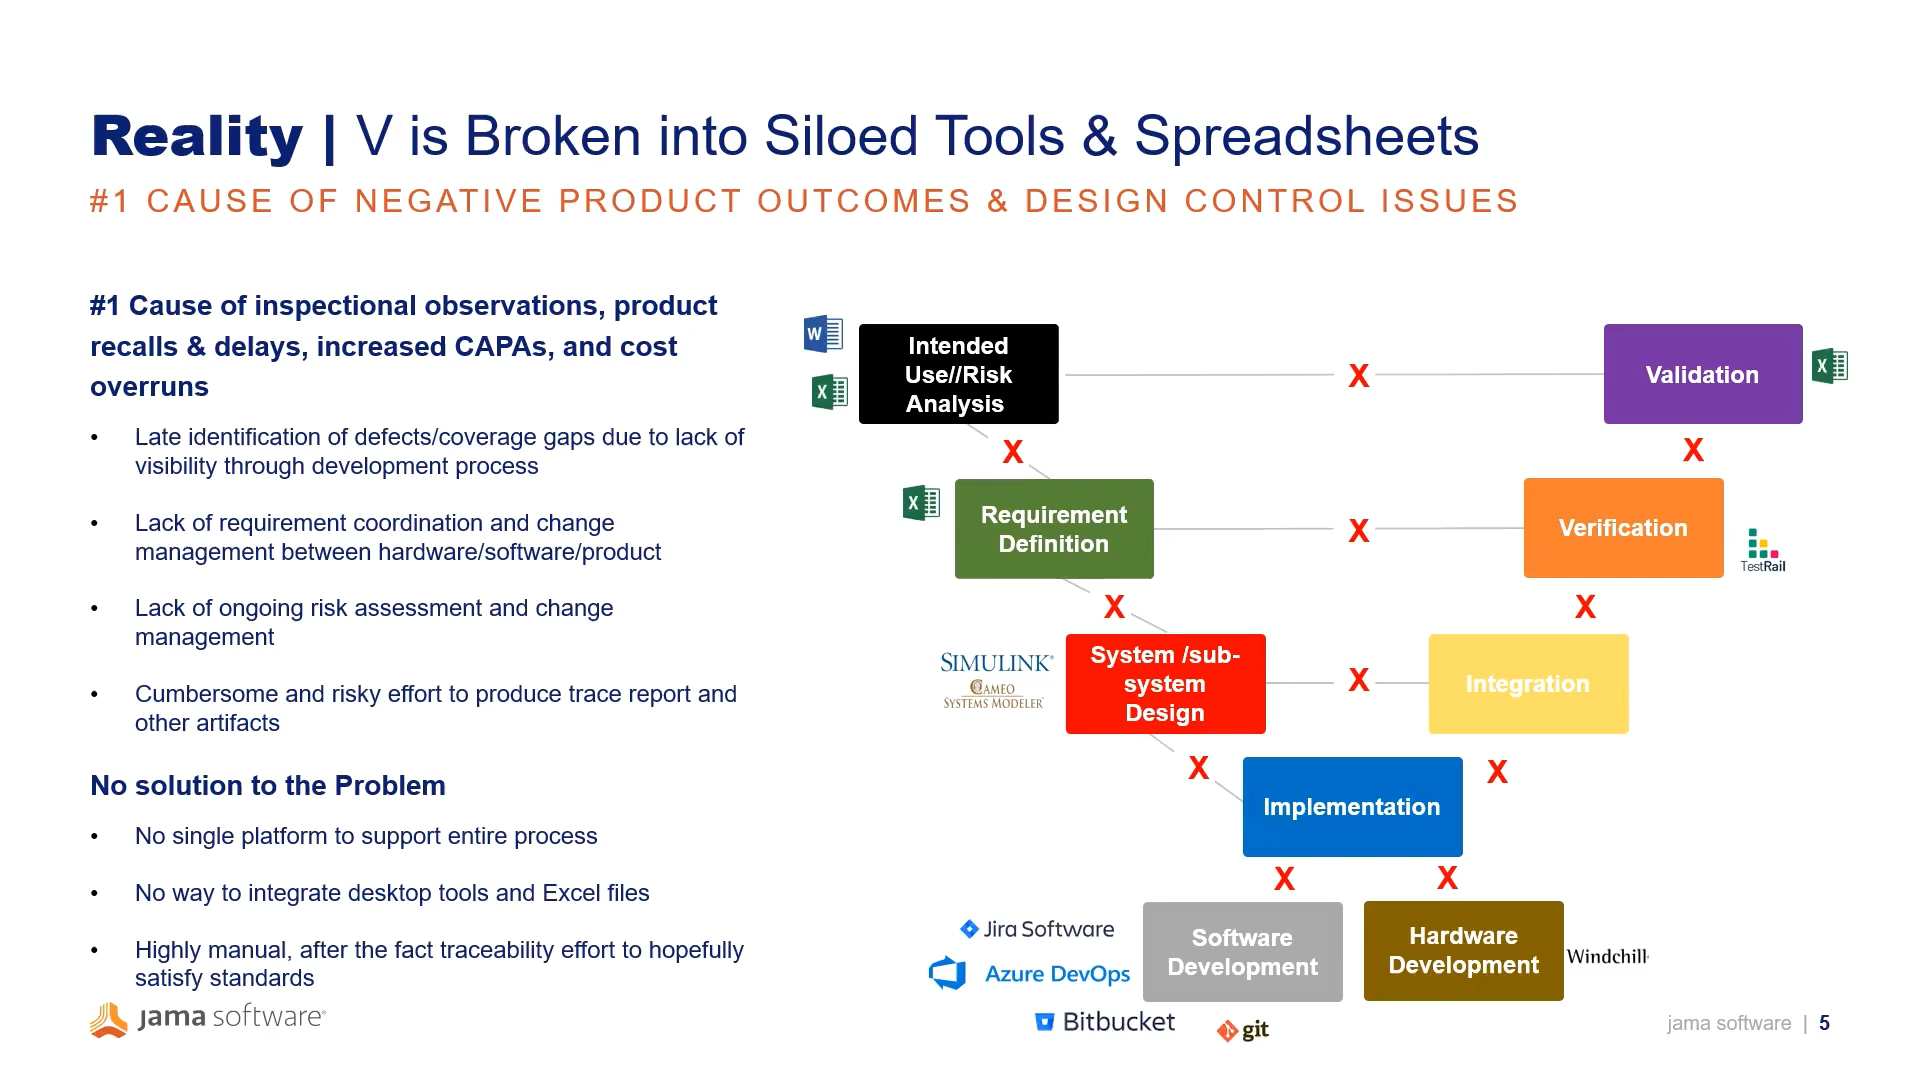 Reality | V is Broken into Siloed Tools & Spreadsheets
#1 CAUSE OF NEGATIVE PRODUCT OUTCOMES & DESIGN CONTROL ISSUES
#1 Cause of inspectional observations, product
recalls & delays, increased CAPAs, and cost
overruns
• Late identification of defects/coverage gaps due to lack of
visibility through development process
• Lack of requirement coordination and change
management between hardware/software/product
• Lack of ongoing risk assessment and change
management
• Cumbersome and risky effort to produce trace report and
other artifacts
No solution to the Problem
• No single platform to support entire process
• No way to integrate desktop tools and Excel files
• Highly manual, after the fact traceability effort to hopefully
satisfy standards
W
X
Intended
Use//Risk
Analysis
X
Validation
X
X
X
X
Requirement
Definition
X
Verification
TestRail
X
X
SIMULINK®
CAMEO
SYSTEMS MODELER™
System /sub-
system
Design
X
Integration
X
Implementation
X
X
X
Jira Software
Azure DevOps
Bitbucket
git
Software
Development
Hardware
Development
Windchill
jama software®
jama software | 5